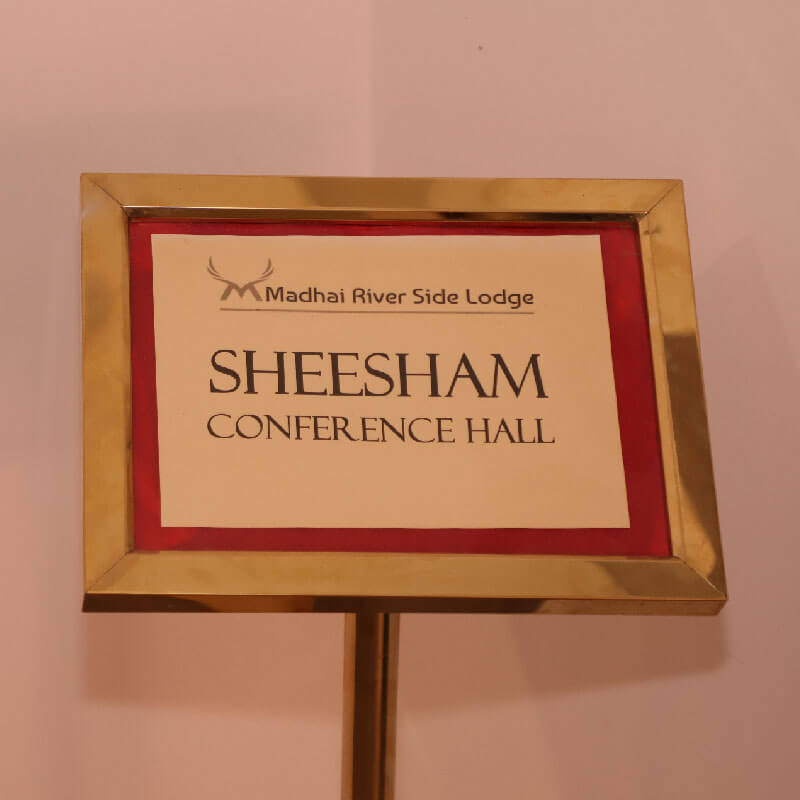 Madhai River Side Lodge
SHEESHAM
CONFERENCE HALL